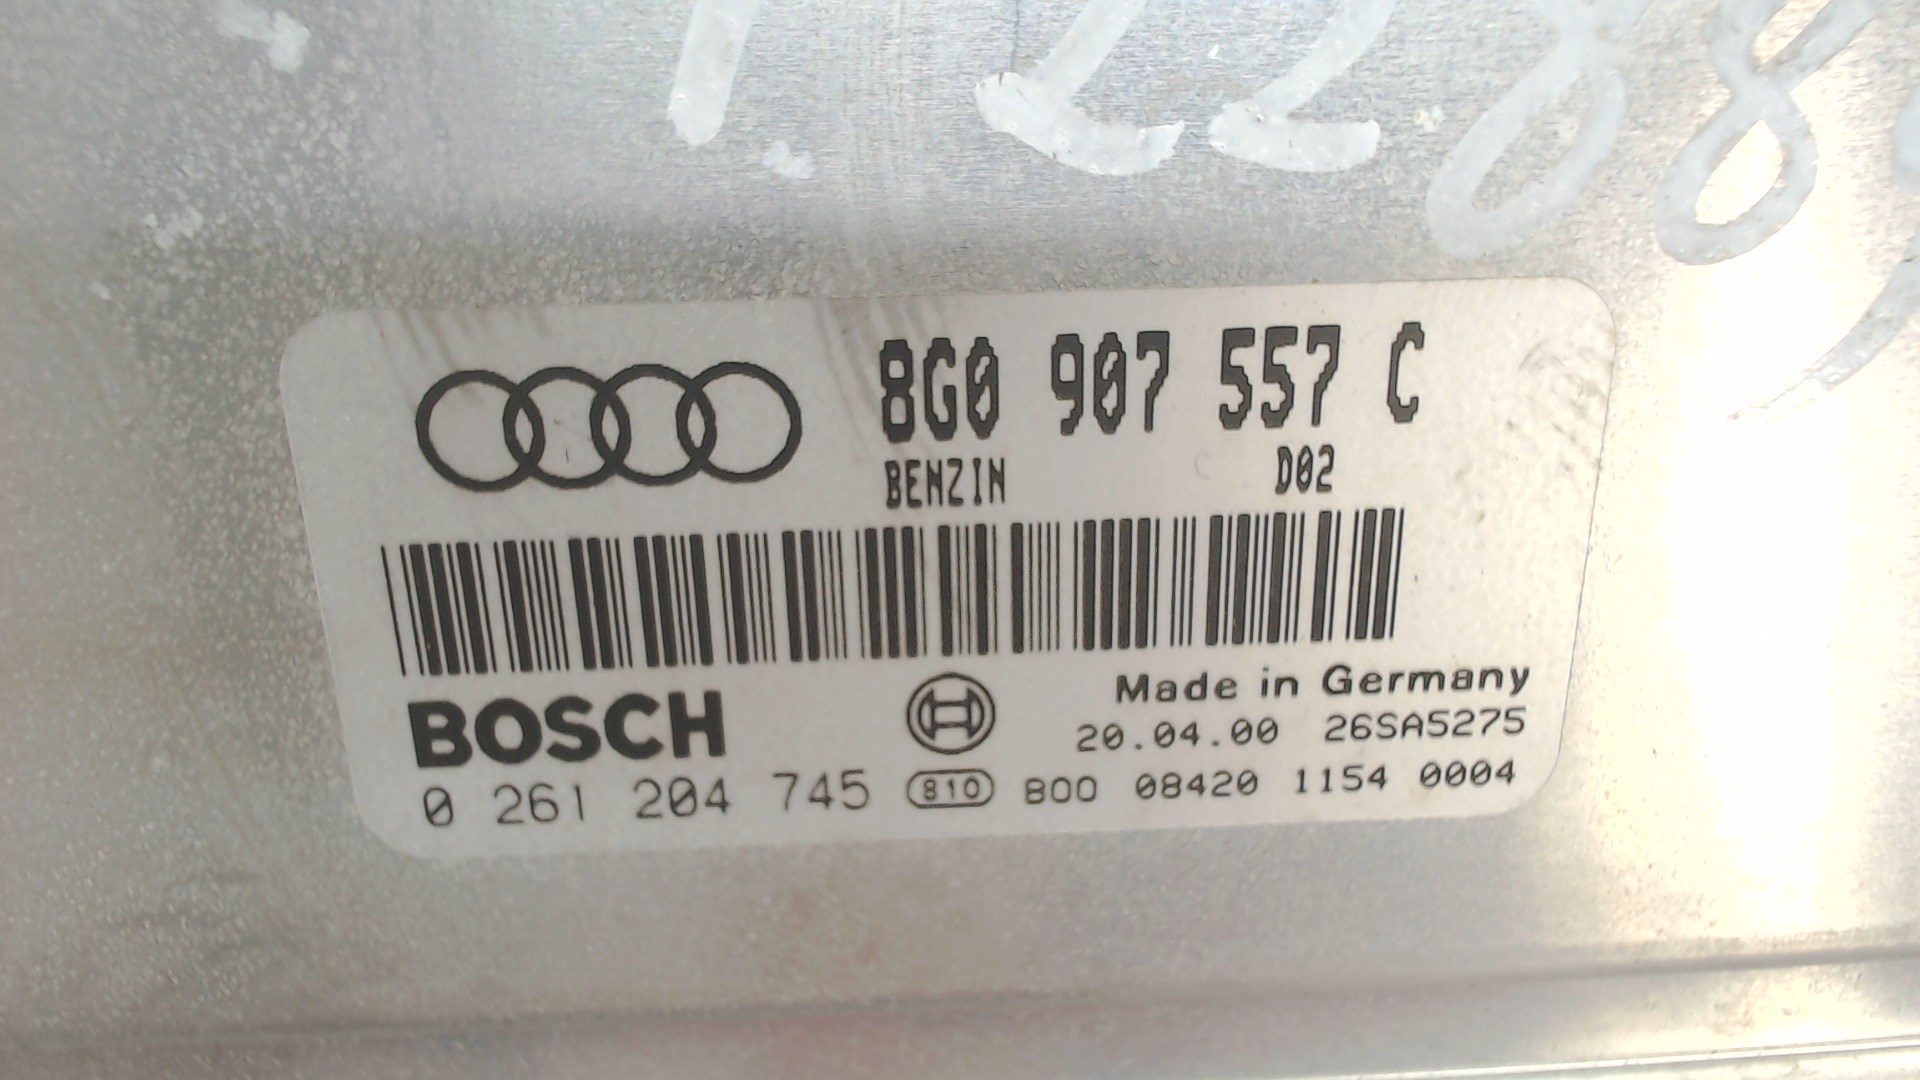 8G0 907 557 C
BENZIN D02
BOSCH
Made in Germany
20.04.00 26SA5275
0 261 204 745 810 800 08420 1154 0004